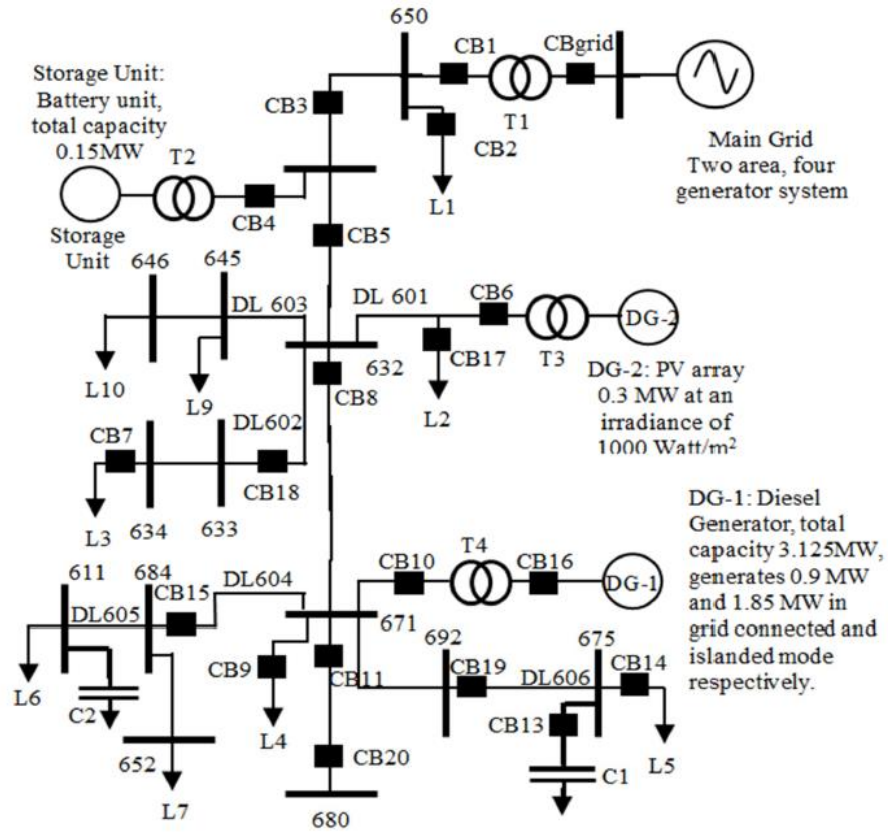 650
CB1
CBgrid
T1
Storage Unit:
Battery unit,
total capacity
0.15MW
CB3
CB2
L1
Main Grid
Two area, four
generator system
T2
CB4
Storage
Unit
CB5
646
645
DL 603
DL 601
CB6
DG-2
T3
632
CB17
CB8
L10
L9
L2
DG-2: PV array
0.3 MW at an
irradiance of
1000 Watt/m²
CB7
DL602
CB18
L3
634
633
DG-1: Diesel
Generator, total
capacity 3.125MW,
generates 0.9 MW
and 1.85 MW in
grid connected and
islanded mode
respectively.
T4
CB10
CB16
DG-1
611
684
CB15
DL604
DL605
671
692
675
CB19
DL606
CB14
CB9
CB11
L6
C2
L4
CB13
C1
L5
652
L7
CB20
680